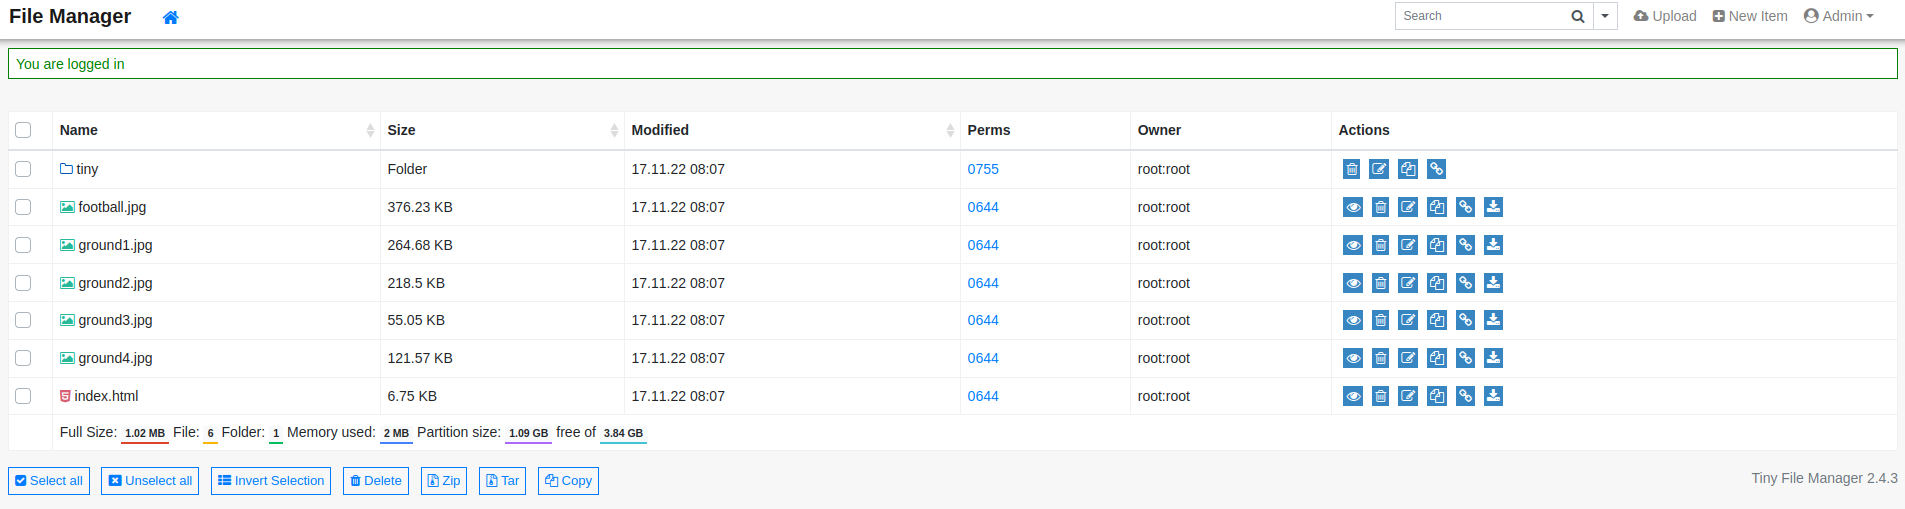 File Manager Search Upload New Item Admin
You are logged in
Name Size Modified Perms Owner Actions
tiny Folder 17.11.22 08:07 0755 root:root
football.jpg 376.23 KB 17.11.22 08:07 0644 root:root
ground1.jpg 264.68 KB 17.11.22 08:07 0644 root:root
ground2.jpg 218.5 KB 17.11.22 08:07 0644 root:root
ground3.jpg 55.05 KB 17.11.22 08:07 0644 root:root
ground4.jpg 121.57 KB 17.11.22 08:07 0644 root:root
index.html 6.75 KB 17.11.22 08:07 0644 root:root
Full Size: 1.02 MB File: 6 Folder: 1 Memory used: 2 MB Partition size: 1.09 GB free of 3.84 GB
Select all Unselect all Invert Selection Delete Zip Tar Copy Tiny File Manager 2.4.3